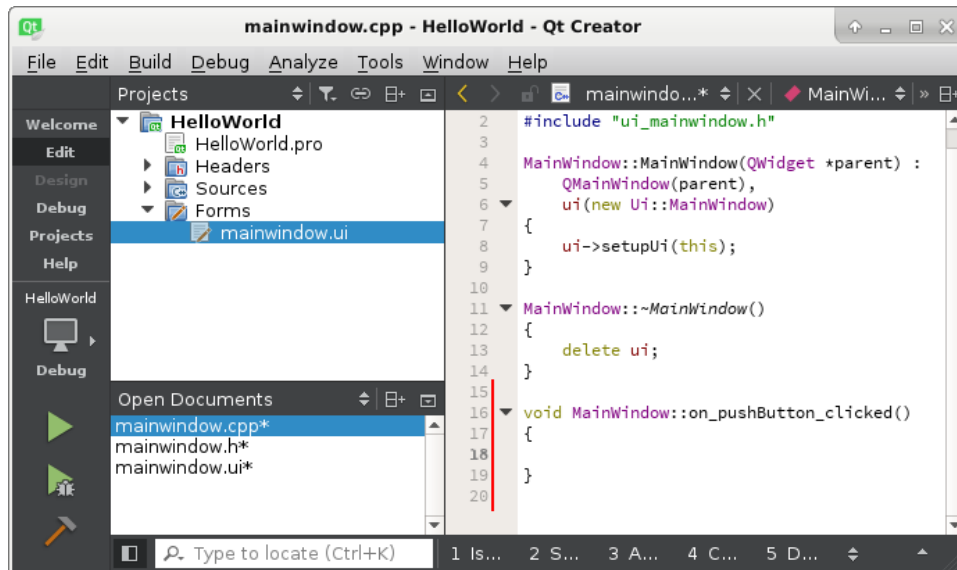 Qt
mainwindow.cpp - HelloWorld - Qt Creator
File Edit Build Debug Analyze Tools Window Help
Projects
mainwindo...* MainWi... »
Welcome
Edit
Design
Debug
Projects
Help
HelloWorld
Debug
HelloWorld
HelloWorld.pro
Headers
Sources
Forms
mainwindow.ui
Open Documents
mainwindow.cpp*
mainwindow.h*
mainwindow.ui*
2 #include "ui_mainwindow.h"
3
4 MainWindow::MainWindow(QWidget *parent) :
5 QMainWindow(parent),
6 ui(new Ui::MainWindow)
7 {
8 ui->setupUi(this);
9 }
10
11 MainWindow::~MainWindow()
12 {
13 delete ui;
14 }
15
16 void MainWindow::on_pushButton_clicked()
17 {
18
19 }
20
Type to locate (Ctrl+K) 1 Is... 2 S... 3 A... 4 C... 5 D...